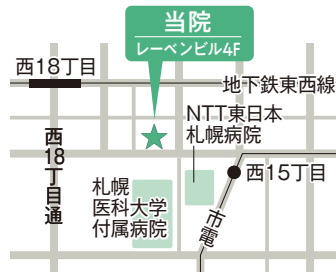 当院
レーベンビル4F
西18丁目
地下鉄東西線
NTT東日本
札幌病院
西18丁目通
西15丁目
札幌
医科大学
付属病院
市電